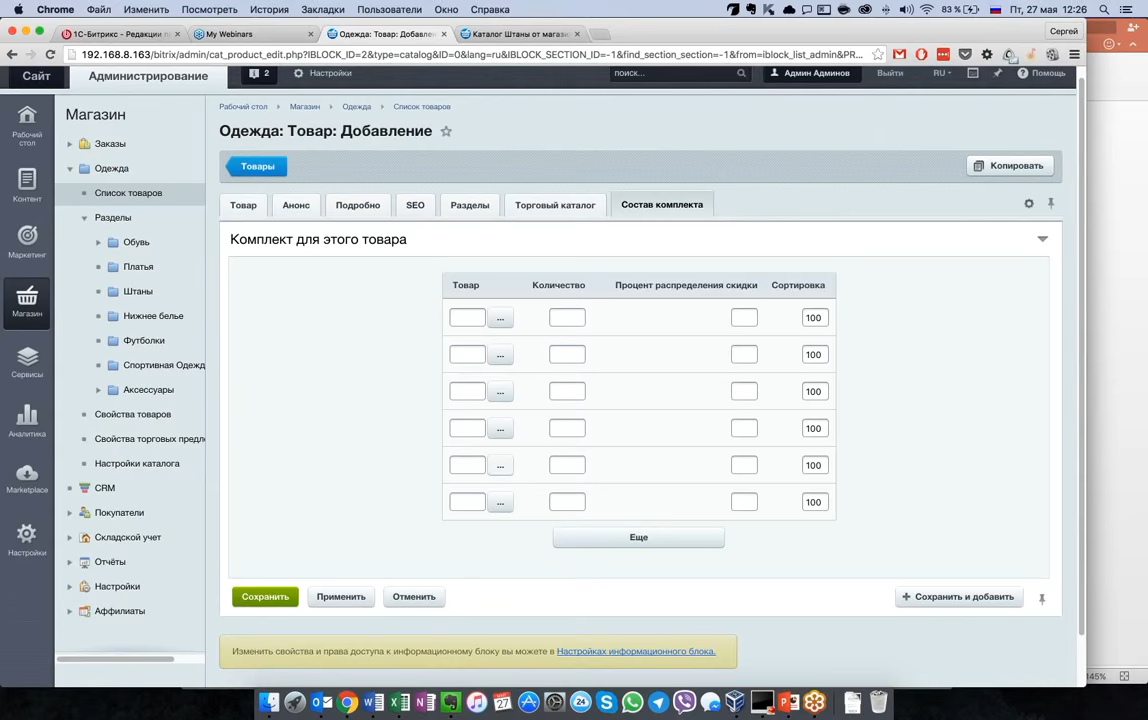 Chrome Файл Изменить Посмотреть История Закладки Пользователи Окно Справка 83 % Пт, 27 мая 12:26
1С-Битрикс - Редакции п × My Webinars × Одежда: Товар: Добавлен × Каталог Штаны от магази × Сергей
192.168.8.163/bitrix/admin/cat_product_edit.php?IBLOCK_ID=2&type=catalog&ID=0&lang=ru&IBLOCK_SECTION_ID=-1&find_section_section=-1&from=iblock_list_admin&PR...
Сайт Администрирование 2 Настройки поиск... Админ Админов Выйти RU Помощь
Рабочий стол
Контент
Маркетинг
Магазин
Сервисы
Аналитика
Marketplace
Настройки
Магазин
Заказы
Одежда
Список товаров
Разделы
Обувь
Платья
Штаны
Нижнее белье
Футболки
Спортивная Одежд
Аксессуары
Свойства товаров
Свойства торговых предл
Настройки каталога
CRM
Покупатели
Складской учет
Отчёты
Настройки
Аффилиаты
Рабочий стол Магазин Одежда Список товаров
Одежда: Товар: Добавление
Товары Копировать
Товар Анонс Подробно SEO Разделы Торговый каталог Состав комплекта
Комплект для этого товара
Товар Количество Процент распределения скидки Сортировка
... 100
... 100
... 100
... 100
... 100
... 100
Еще
Сохранить Применить Отменить + Сохранить и добавить
Изменить свойства и права доступа к информационному блоку вы можете в Настройках информационного блока.
145%